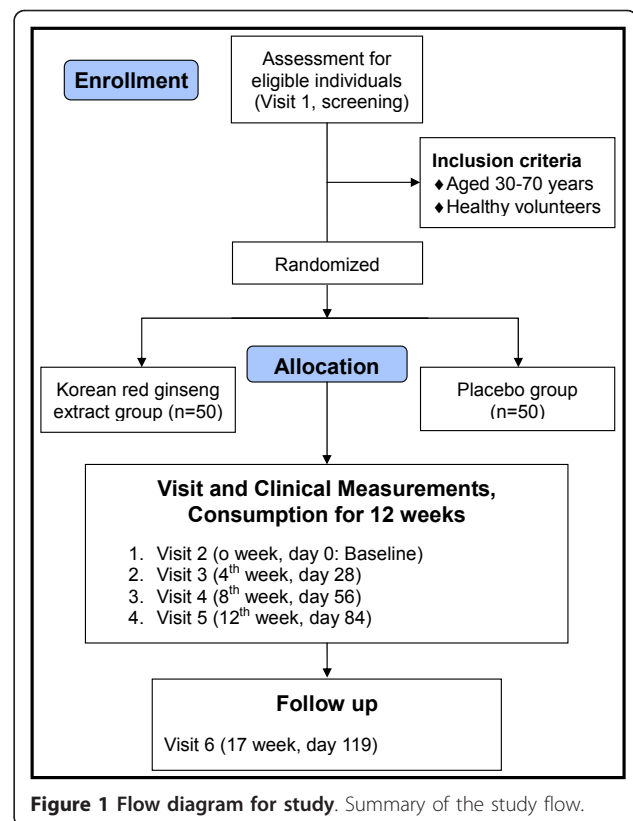 Enrollment
Assessment for
eligible individuals
(Visit 1, screening)
Inclusion criteria
♦Aged 30-70 years
♦Healthy volunteers
Randomized
Allocation
Korean red ginseng
extract group (n=50)
Placebo group
(n=50)
Visit and Clinical Measurements,
Consumption for 12 weeks
1. Visit 2 (o week, day 0: Baseline)
2. Visit 3 (4th week, day 28)
3. Visit 4 (8th week, day 56)
4. Visit 5 (12th week, day 84)
Follow up
Visit 6 (17 week, day 119)
Figure 1 Flow diagram for study. Summary of the study flow.